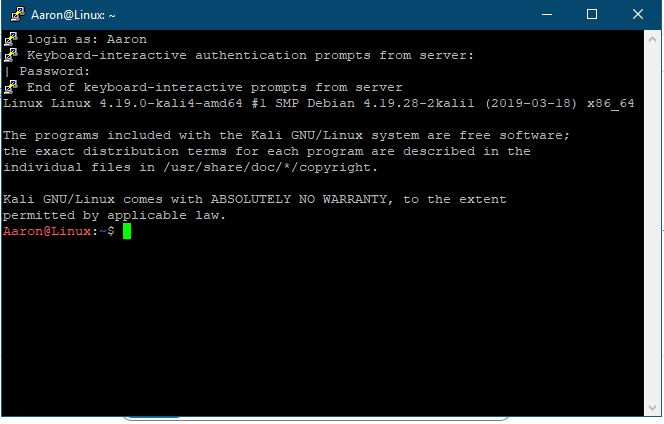 Aaron@Linux: ~
login as: Aaron
Keyboard-interactive authentication prompts from server:
| Password:
End of keyboard-interactive prompts from server
Linux Linux 4.19.0-kali4-amd64 #1 SMP Debian 4.19.28-2kali1 (2019-03-18) x86_64
The programs included with the Kali GNU/Linux system are free software;
the exact distribution terms for each program are described in the
individual files in /usr/share/doc/*/copyright.
Kali GNU/Linux comes with ABSOLUTELY NO WARRANTY, to the extent
permitted by applicable law.
Aaron@Linux:~$